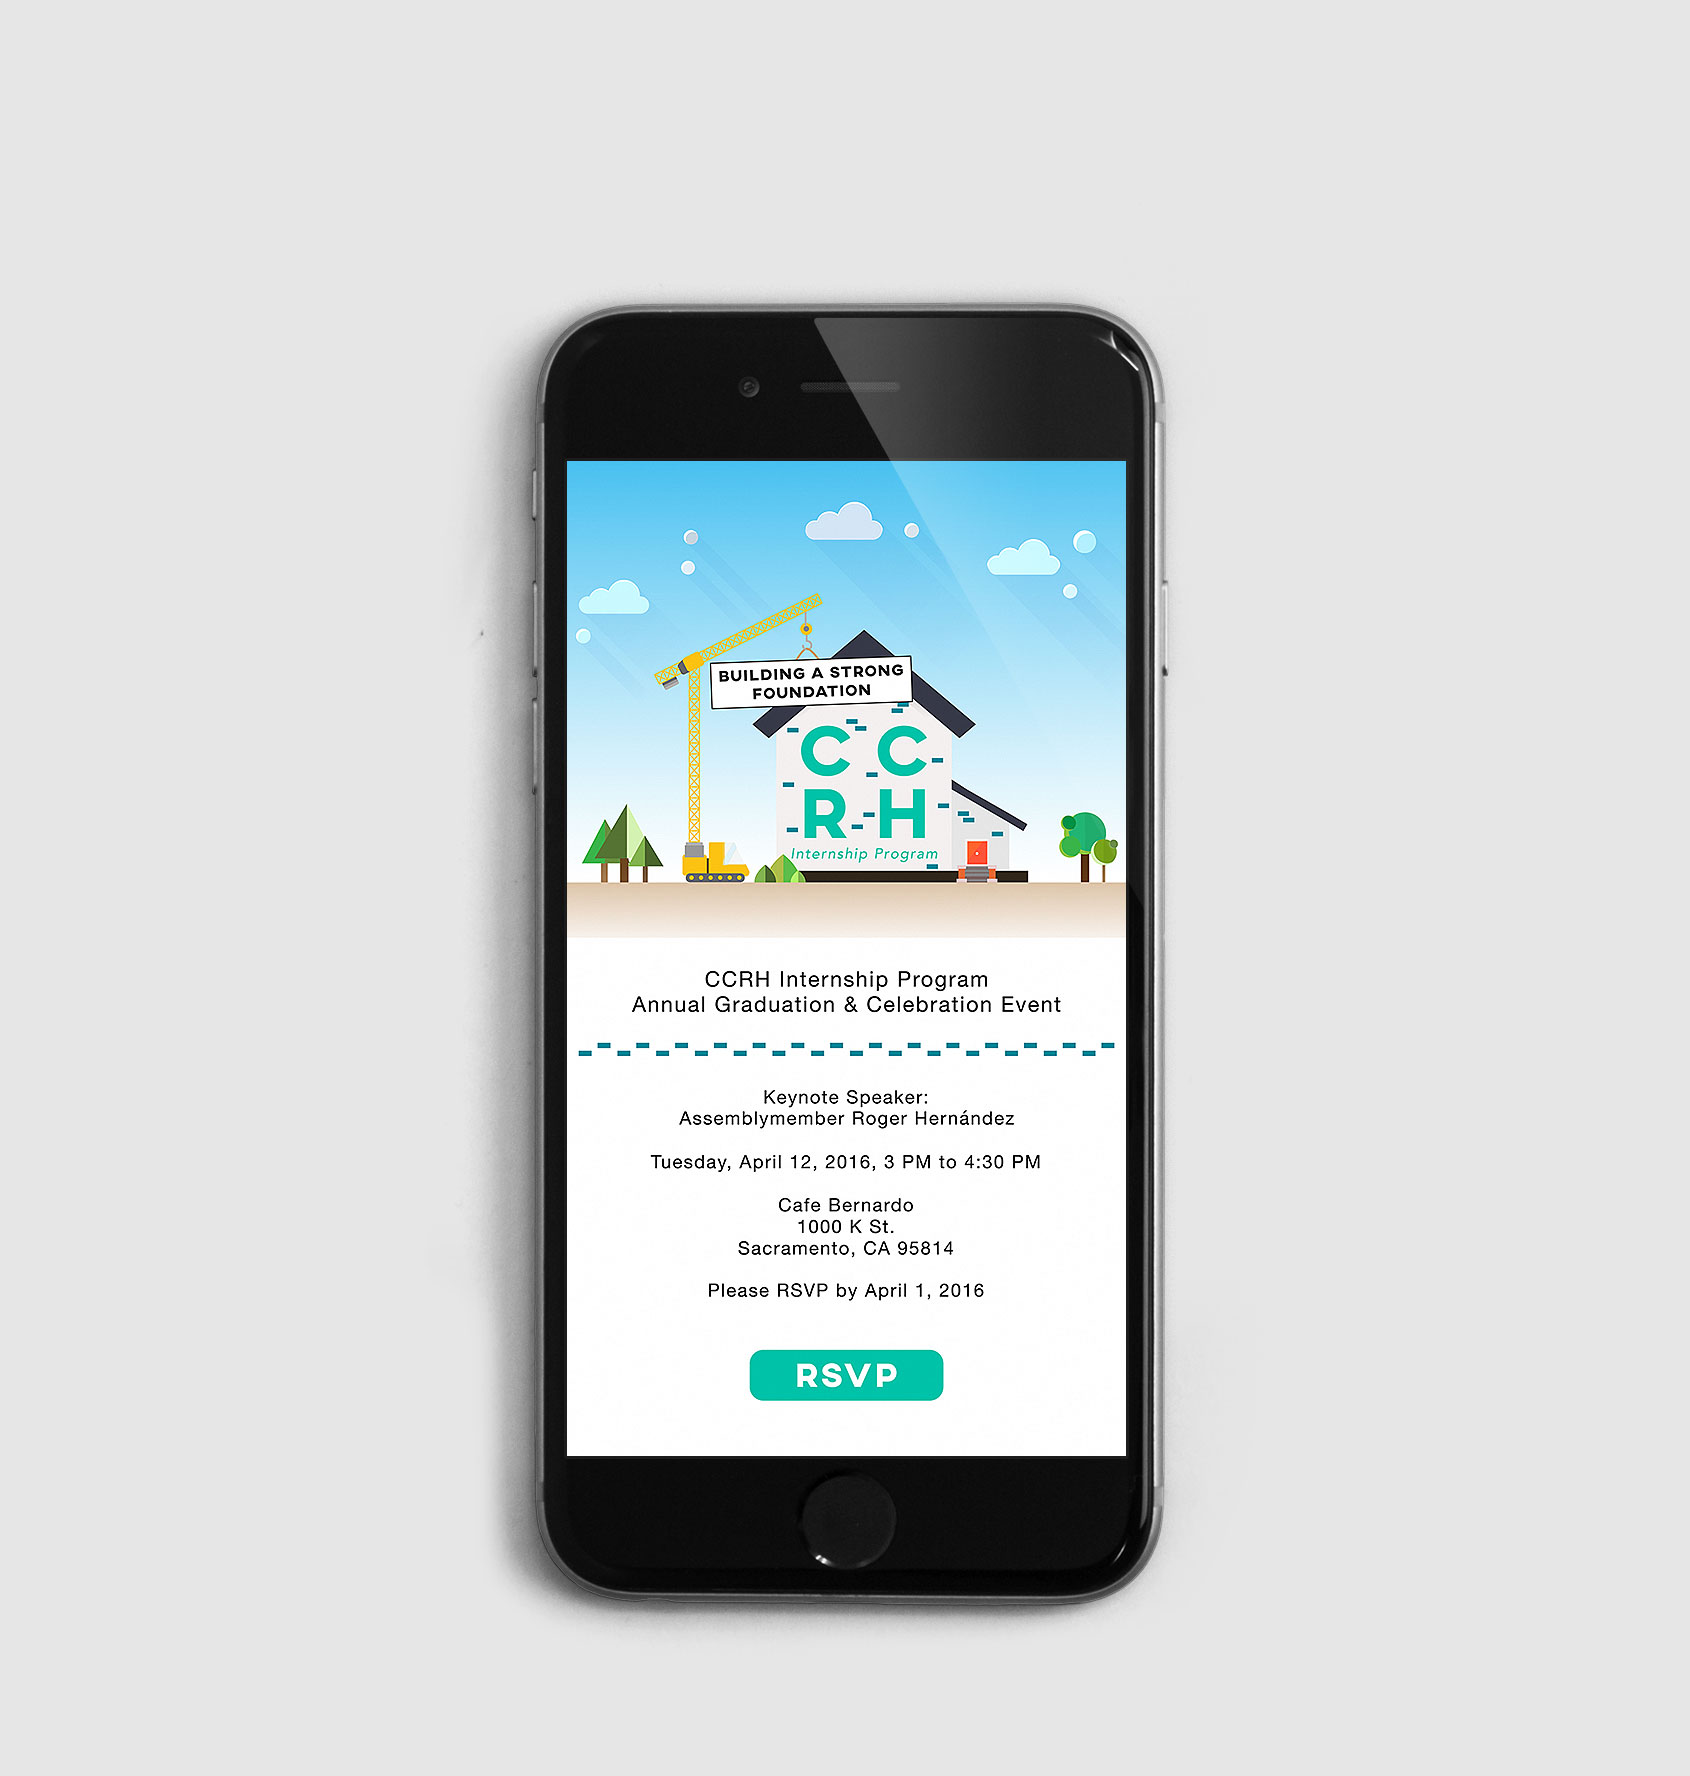 BUILDING A STRONG
FOUNDATION
C C
R H
Internship Program
CCRH Internship Program
Annual Graduation & Celebration Event
Keynote Speaker:
Assemblymember Roger Hernández
Tuesday, April 12, 2016, 3 PM to 4:30 PM
Cafe Bernardo
1000 K St.
Sacramento, CA 95814
Please RSVP by April 1, 2016
RSVP